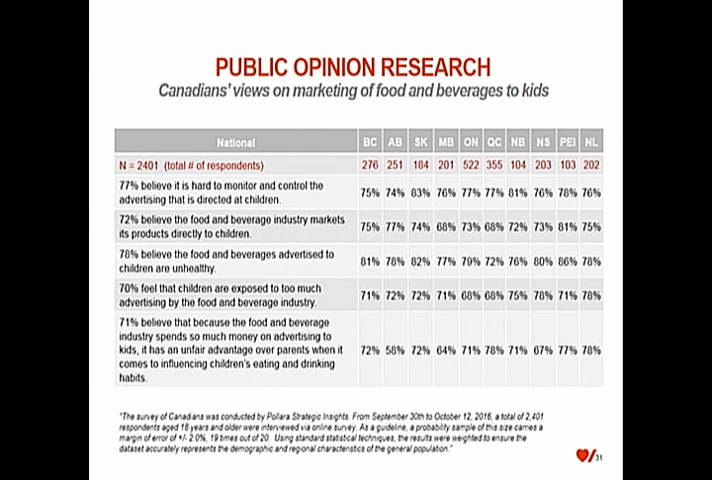 PUBLIC OPINION RESEARCH
Canadians' views on marketing of food and beverages to kids
National BC AB SK MB ON QC NB NS PEI NL
N = 2401 (total # of respondents) 276 251 184 201 522 355 104 203 103 202
77% believe it is hard to monitor and control the
advertising that is directed at children. 75% 74% 83% 76% 77% 77% 81% 76% 78% 76%
72% believe the food and beverage industry markets
its products directly to children. 75% 77% 74% 68% 73% 68% 72% 73% 81% 75%
78% believe the foods and beverages advertised to
children are unhealthy. 81% 78% 82% 77% 79% 72% 76% 80% 86% 78%
70% feel that children are exposed to too much
advertising by the food and beverage industry. 71% 72% 72% 71% 68% 68% 75% 78% 71% 78%
71% believe that because the food and beverage
industry spends so much money on advertising to
kids, it has an unfair advantage over parents when it
comes to influencing children's eating and drinking
habits. 72% 58% 72% 64% 71% 78% 71% 67% 77% 78%
"The survey of Canadians was conducted by Pollara Strategic Insights. From September 30th to October 12, 2016, a total of 2,401
respondents aged 18 years and older were interviewed via online survey. As a guideline, a probability sample of this size carries a
margin of error of +/- 2.0%, 19 times out of 20. Using standard statistical techniques, the results were weighted to ensure the
dataset accurately represents the demographic and regional characteristics of the general population."
31